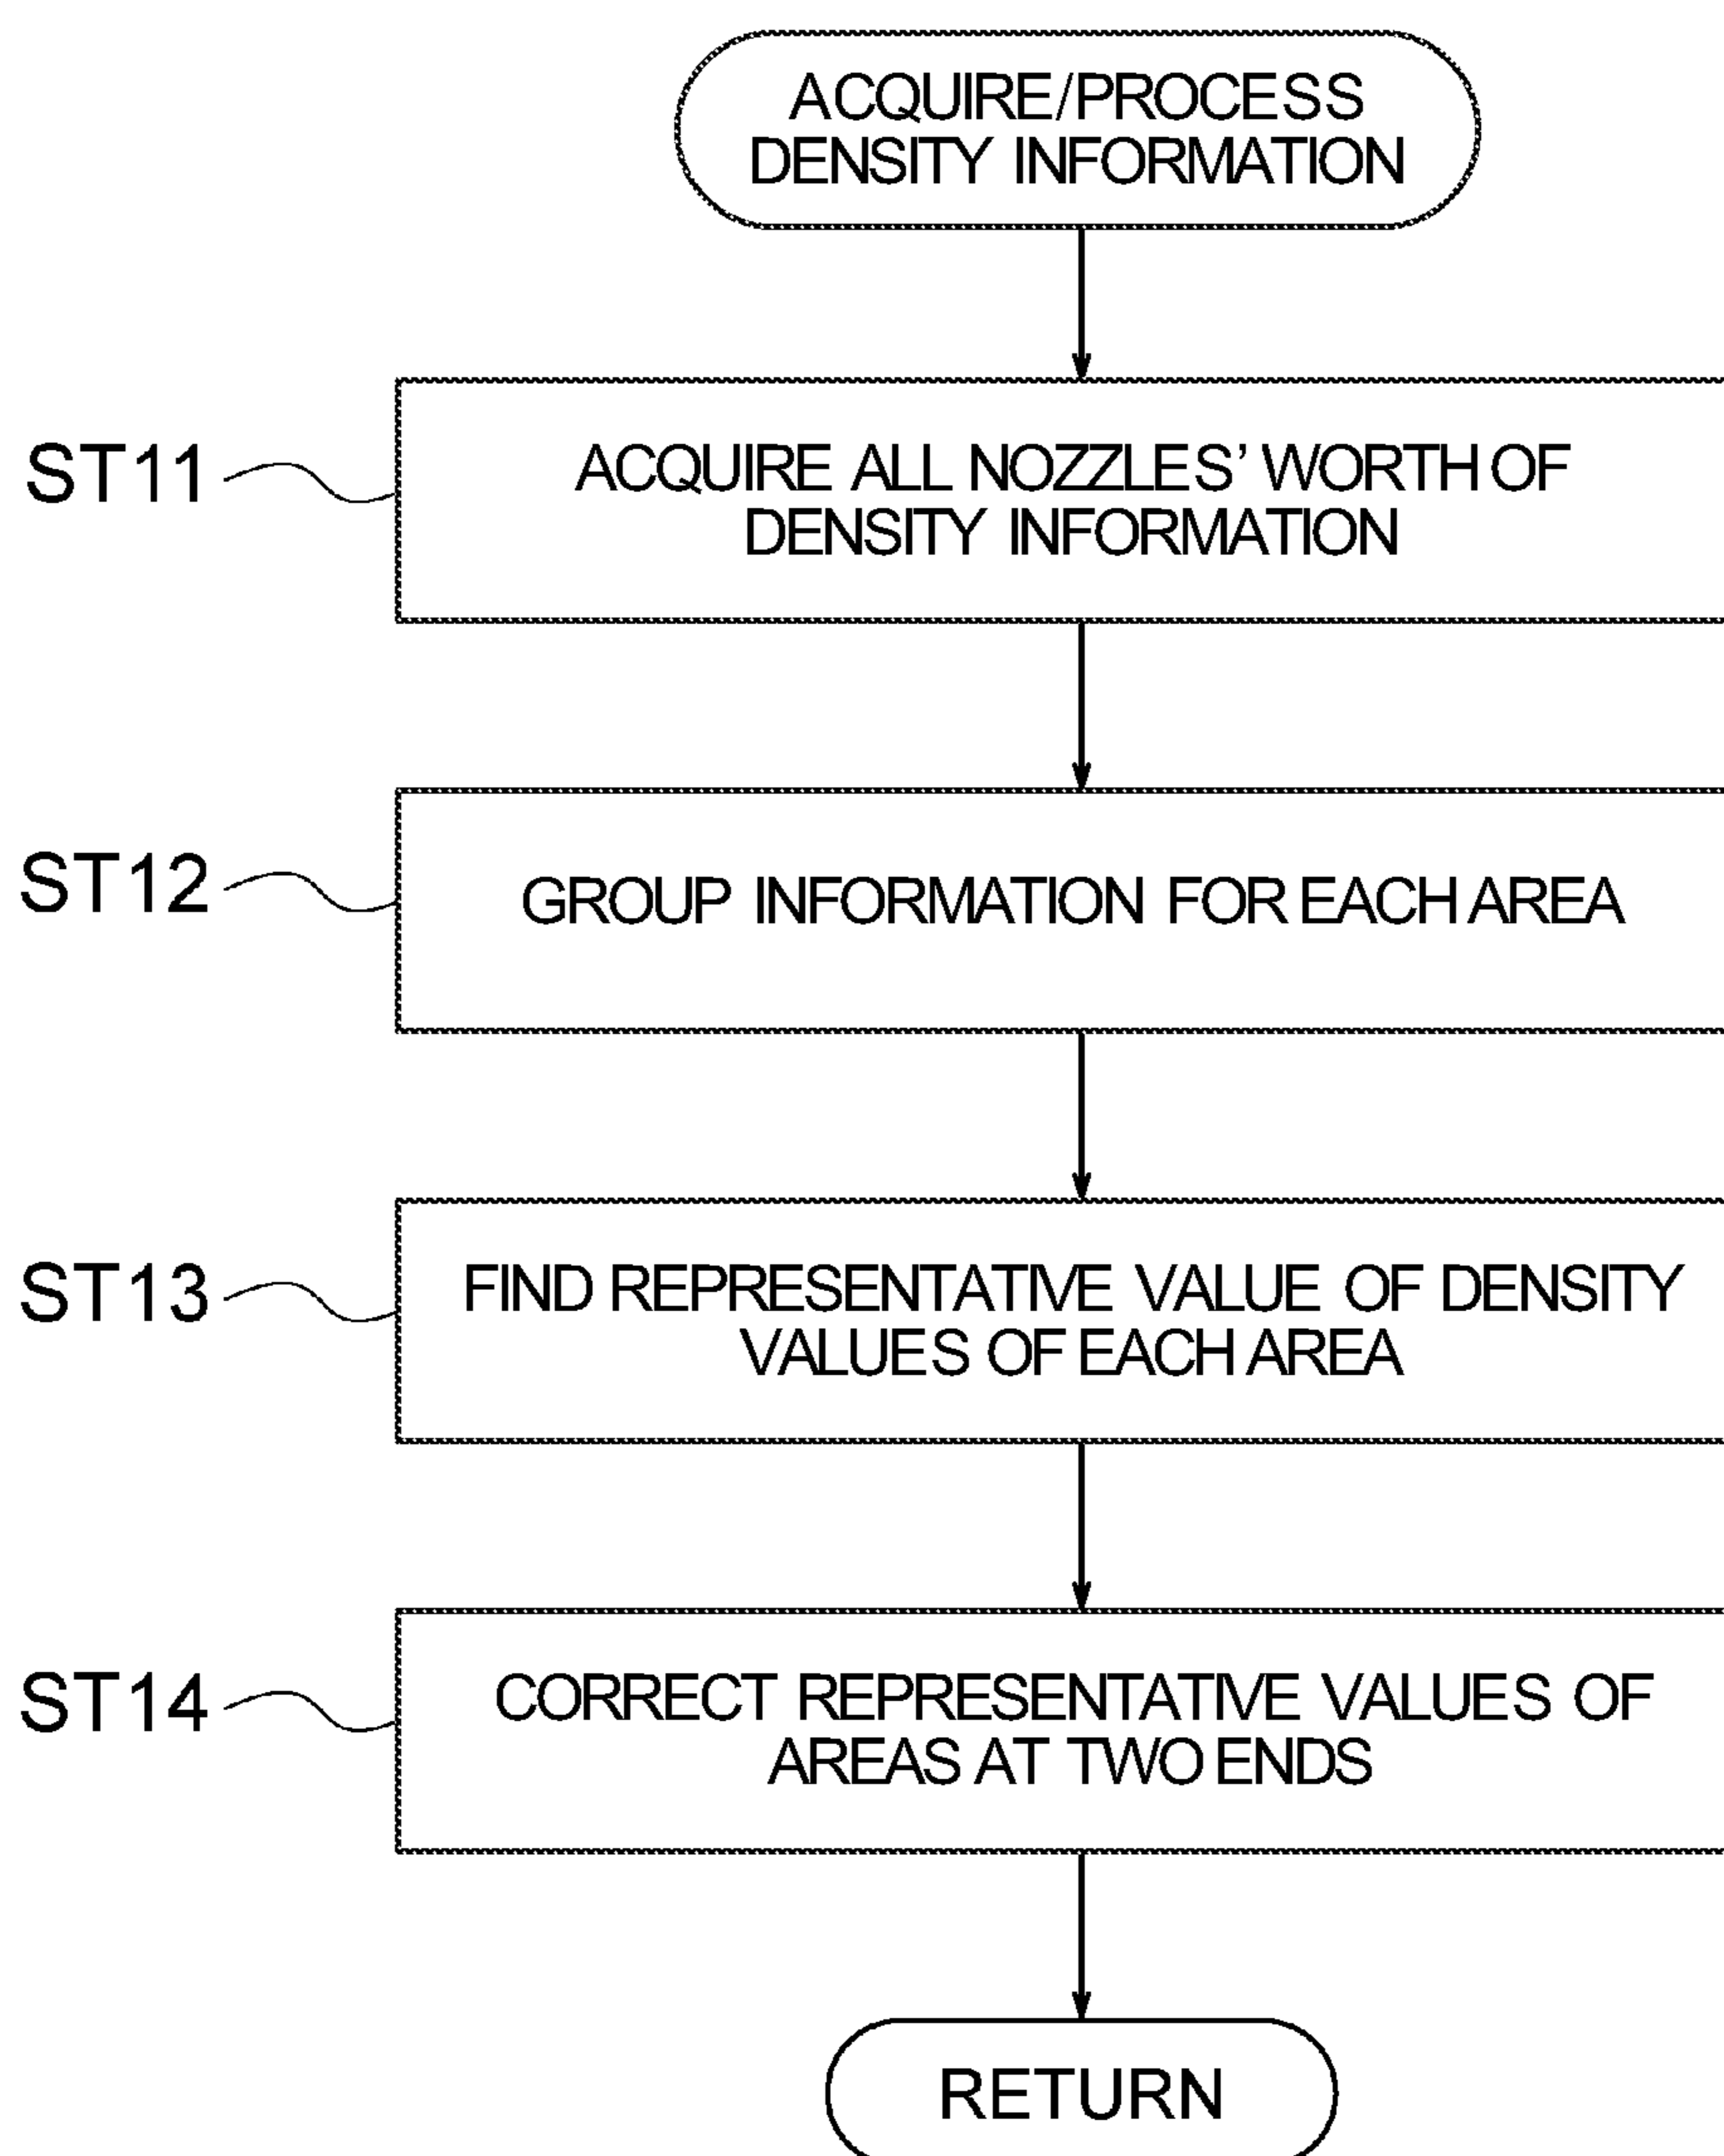 ACQUIRE/PROCESS
DENSITY INFORMATION
ST11
ACQUIRE ALL NOZZLES’ WORTH OF
DENSITY INFORMATION
ST12
GROUP INFORMATION FOR EACH AREA
ST13
FIND REPRESENTATIVE VALUE OF DENSITY
VALUES OF EACH AREA
ST14
CORRECT REPRESENTATIVE VALUES OF
AREAS AT TWO ENDS
RETURN